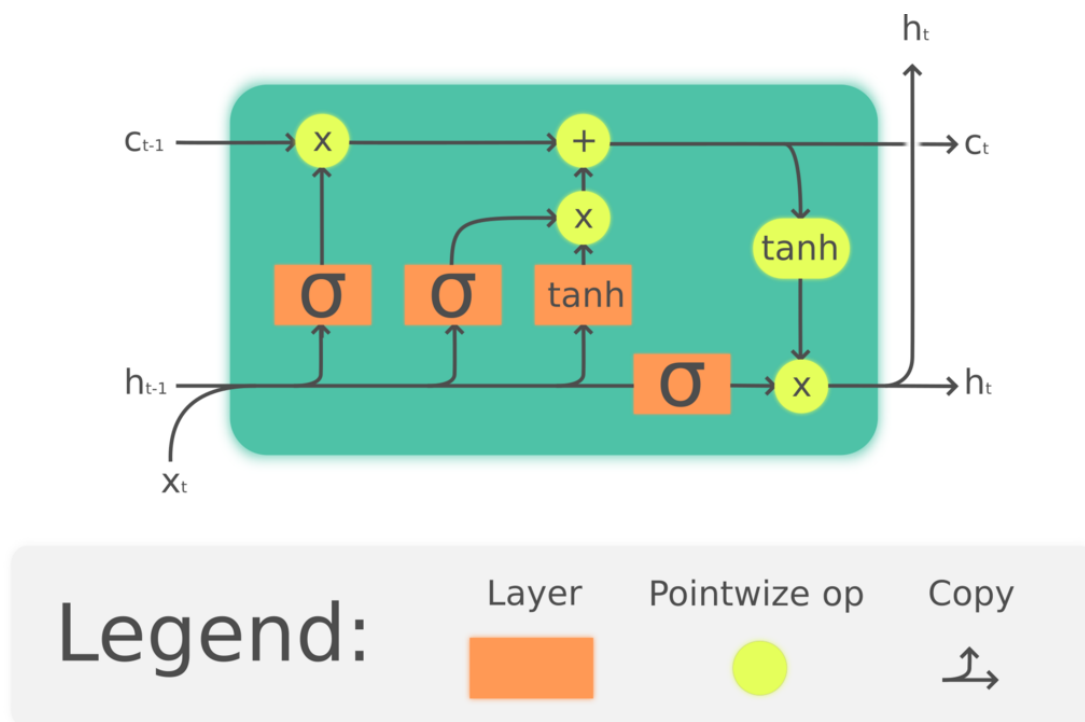 hₜ
cₜ₋₁ x + cₜ
x
tanh
σ σ tanh
hₜ₋₁ σ x hₜ
xₜ
Layer Pointwize op Copy
Legend: